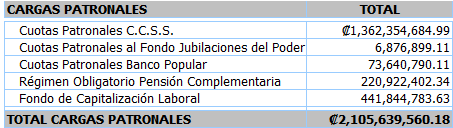 CARGAS PATRONALES TOTAL
Cuotas Patronales C.C.S.S. ₡1,362,354,684.99
Cuotas Patronales al Fondo Jubilaciones del Poder 6,876,899.11
Cuotas Patronales Banco Popular 73,640,790.11
Régimen Obligatorio Pensión Complementaria 220,922,402.34
Fondo de Capitalización Laboral 441,844,783.63
TOTAL CARGAS PATRONALES ₡2,105,639,560.18